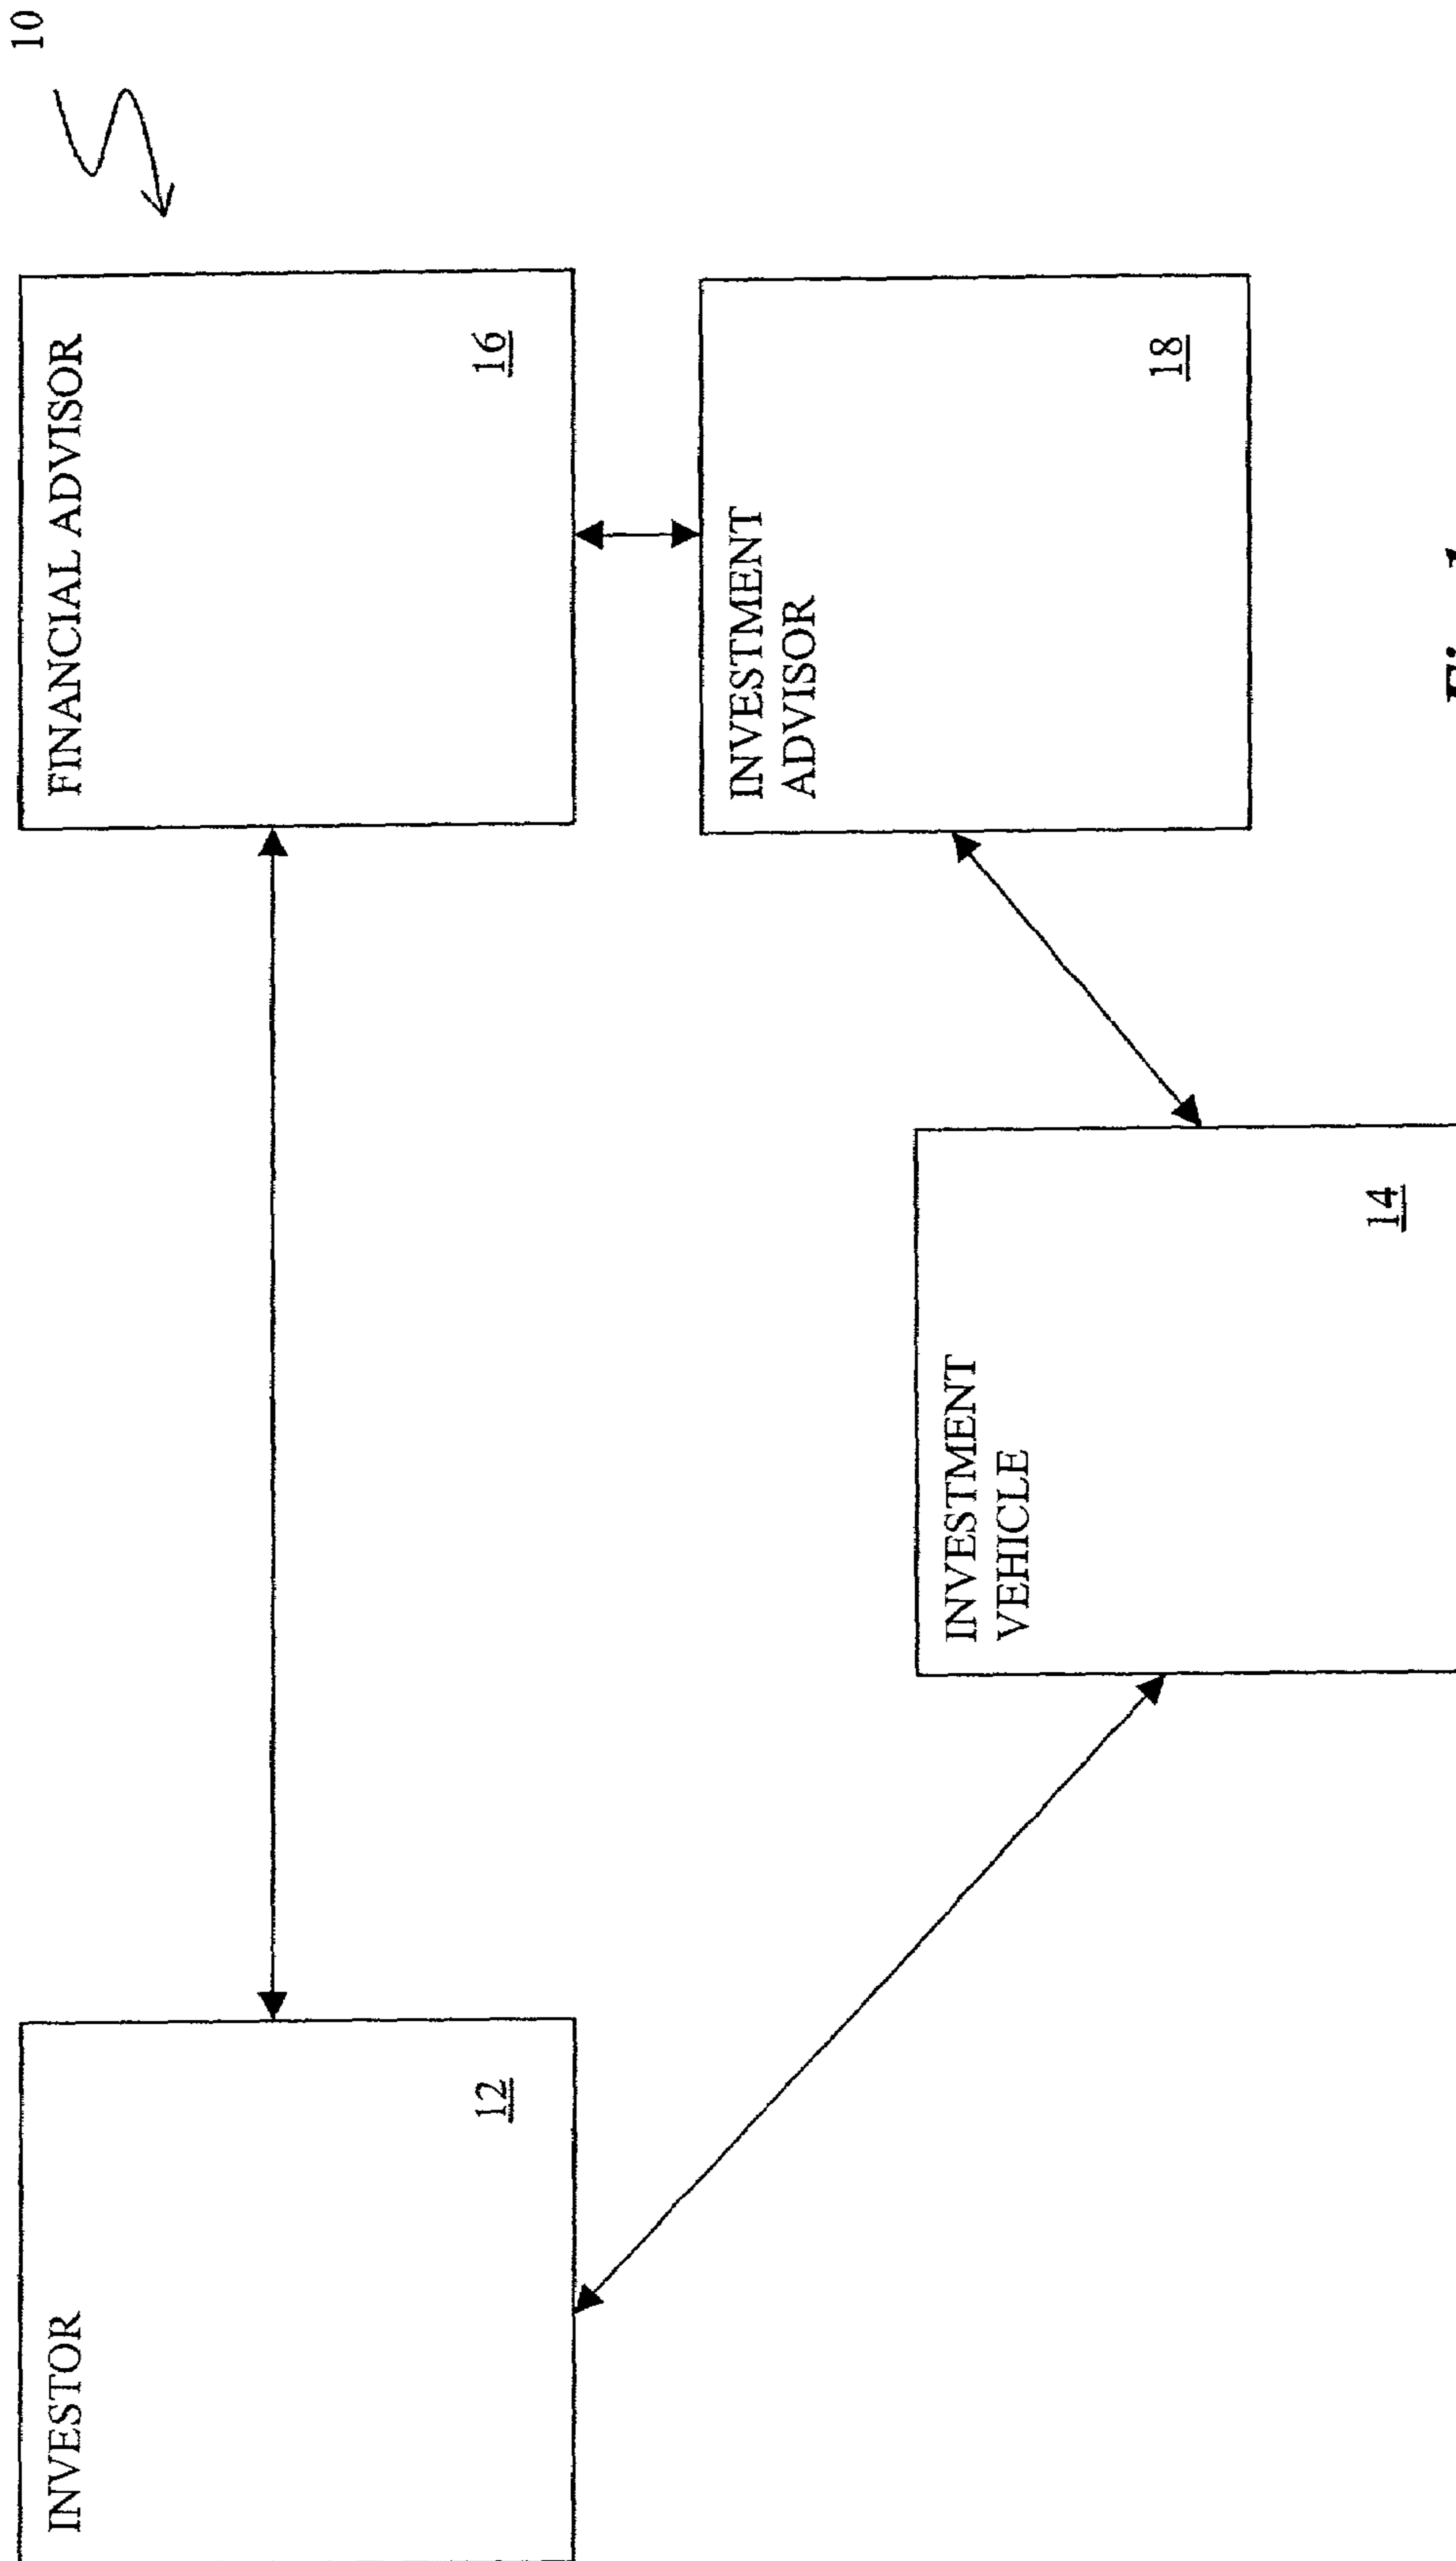 10
INVESTOR
12
FINANCIAL ADVISOR
16
INVESTMENT
ADVISOR
18
INVESTMENT
VEHICLE
14